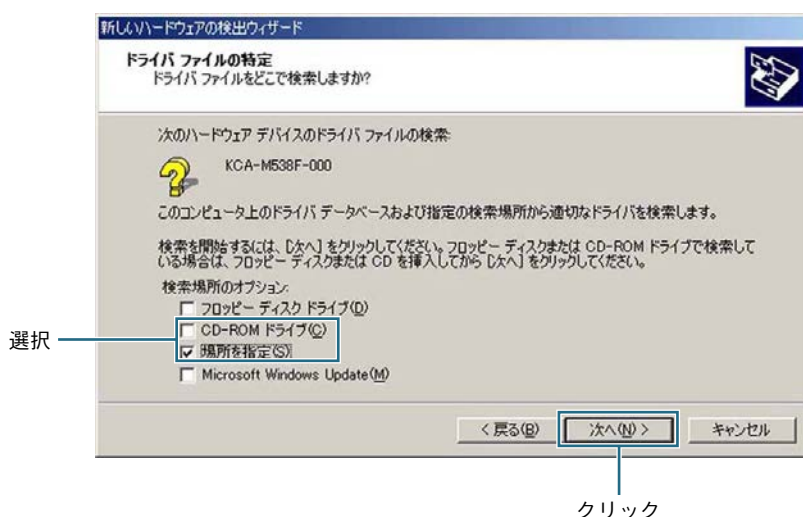 新しいハードウェアの検出ウィザード
ドライバ ファイルの特定
ドライバ ファイルをどこで検索しますか?
次のハードウェア デバイスのドライバ ファイルの検索:
KCA-M538F-000
このコンピュータ上のドライバ データベースおよび指定の検索場所から適切なドライバを検索します。
検索を開始するには、[次へ] をクリックしてください。フロッピー ディスクまたは CD-ROM ドライブで検索して
いる場合は、フロッピー ディスクまたは CD を挿入してから [次へ] をクリックしてください。
検索場所のオプション:
フロッピー ディスク ドライブ(D)
CD-ROM ドライブ(C)
選択
場所を指定(S)
Microsoft Windows Update(M)
< 戻る(B)
次へ(N) >
キャンセル
クリック